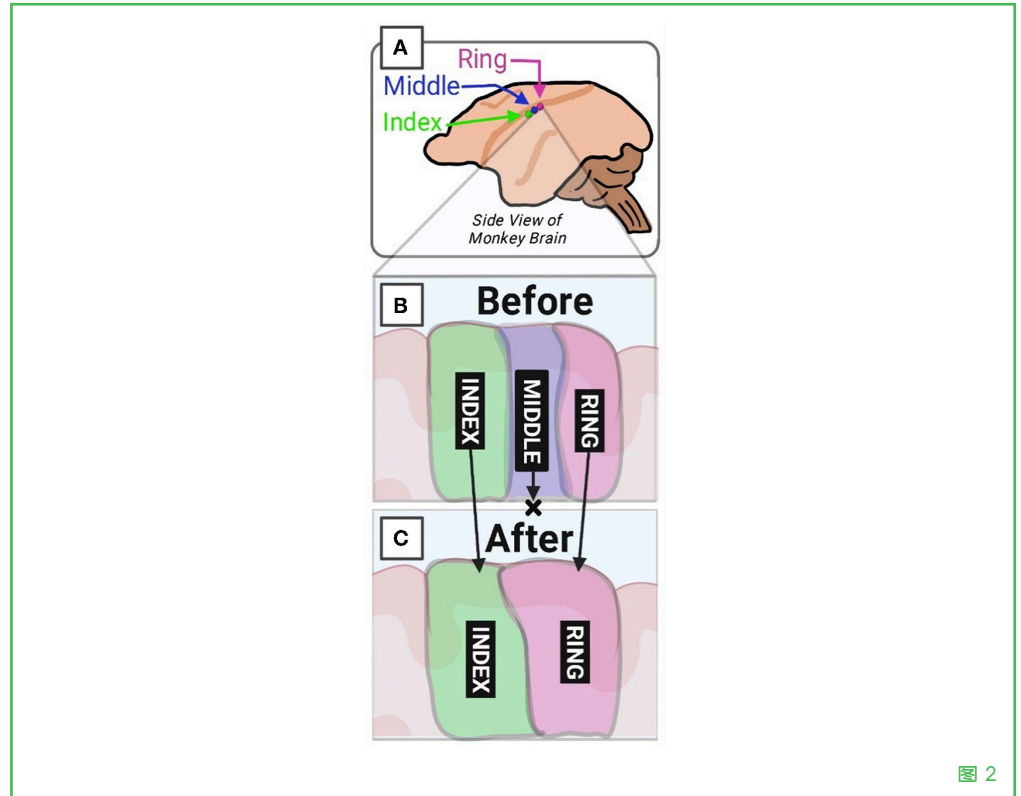 A
Ring
Middle
Index
Side View of
Monkey Brain
B
Before
INDEX
MIDDLE
RING
C
After
INDEX
RING
图 2